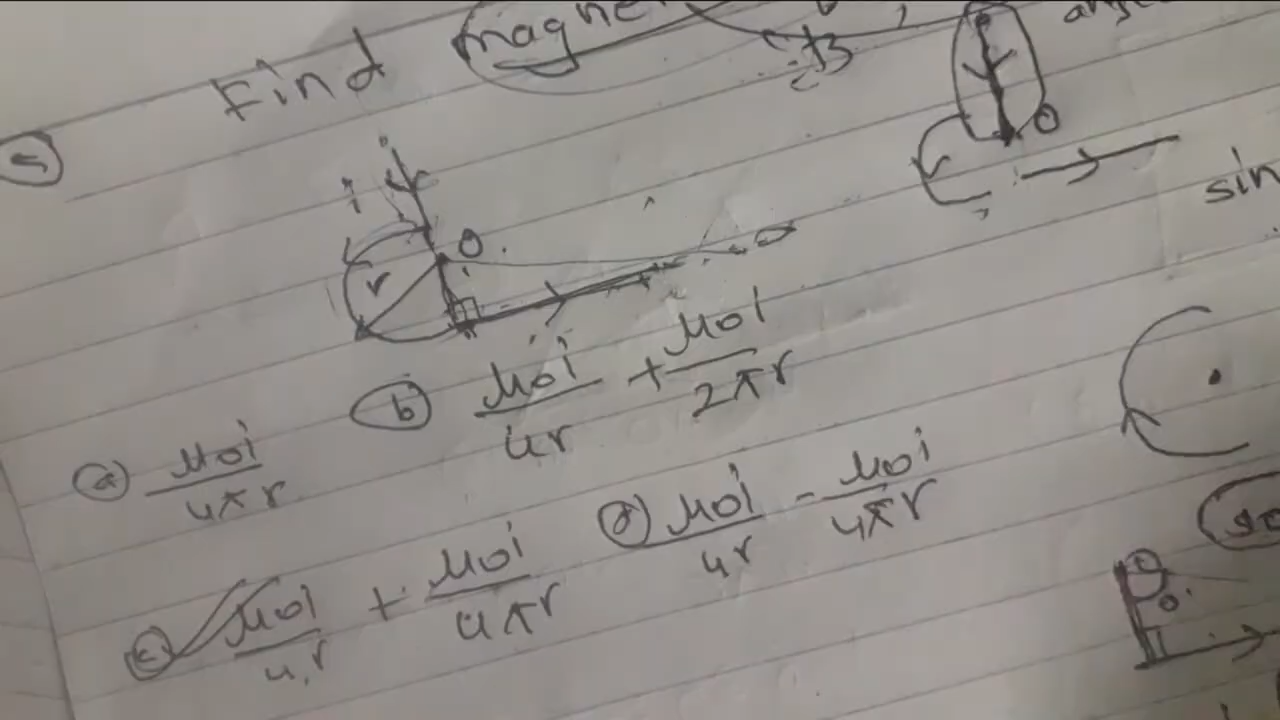 Find magne
B
5
i
O
r
O
sin
(a) μ₀i/4πr
(b) μ₀i/4r + μ₀i/2πr
(c) μ₀i/4r + μ₀i/4πr
(d) μ₀i/4r - μ₀i/4πr
O